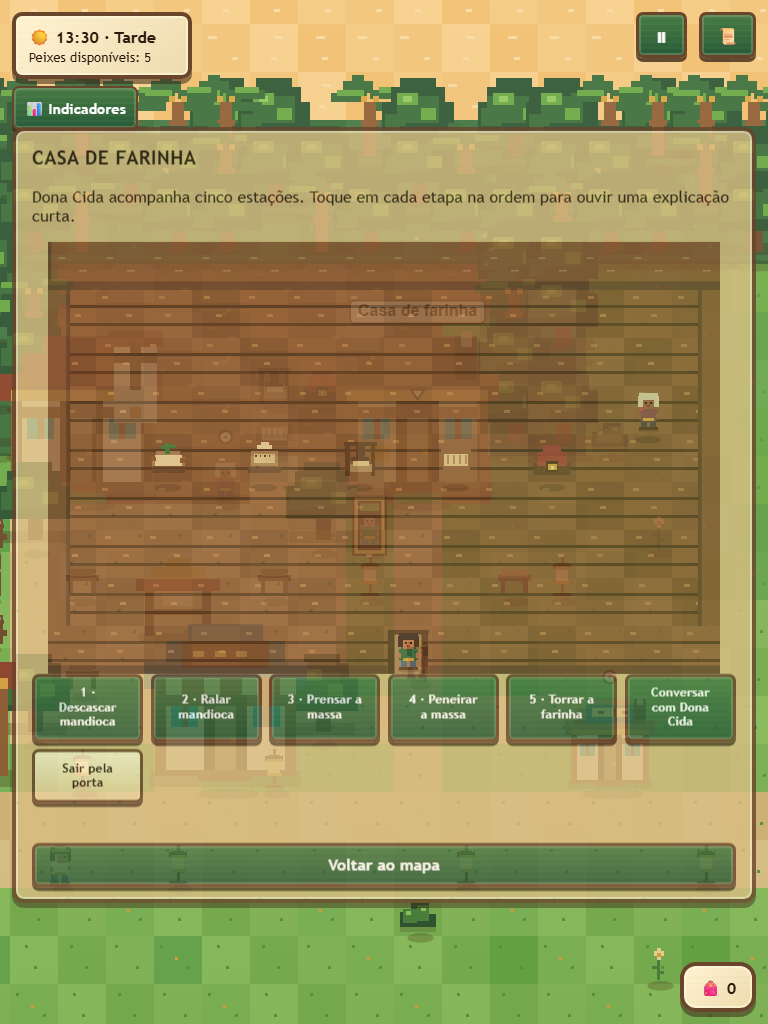 13:30 · Tarde
Peixes disponíveis: 5
Indicadores
CASA DE FARINHA
Dona Cida acompanha cinco estações. Toque em cada etapa na ordem para ouvir uma explicação
curta.
Casa de farinha
1 ·
Descascar
mandioca
2 · Ralar
mandioca
3 · Prensar a
massa
4 · Peneirar
a massa
5 · Torrar a
farinha
Conversar
com Dona
Cida
Sair pela
porta
Voltar ao mapa
0